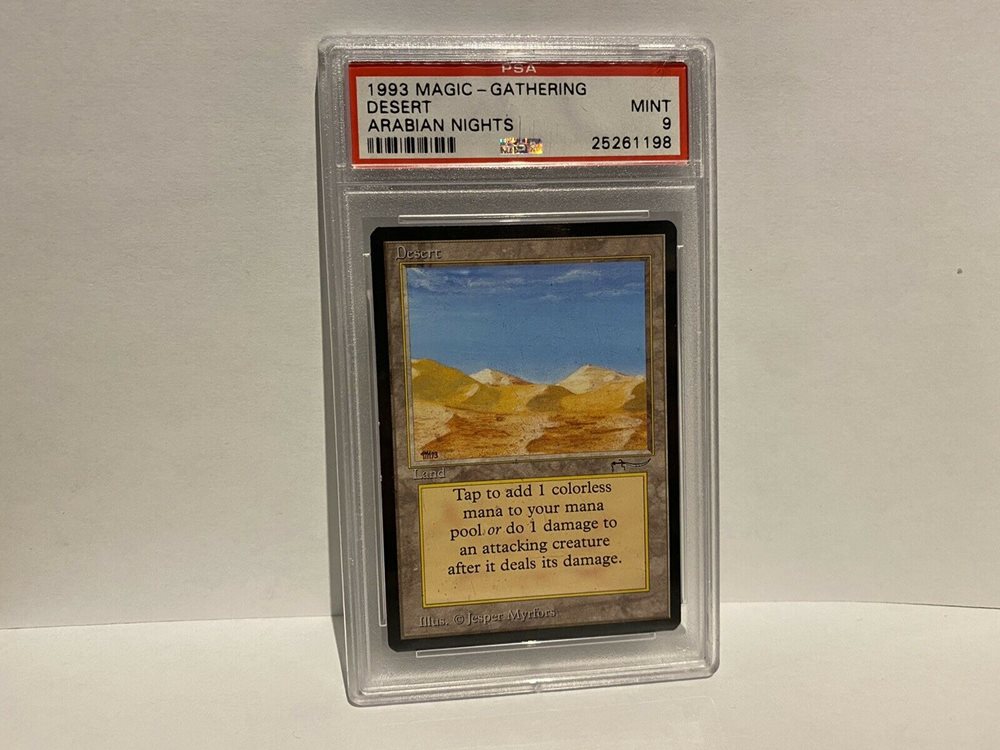 PSA
1993 MAGIC - GATHERING
DESERT MINT
ARABIAN NIGHTS 9
25261198
Desert
Land
Tap to add 1 colorless
mana to your mana
pool or do 1 damage to
an attacking creature
after it deals its damage.
Illus. © Jesper Myrfors